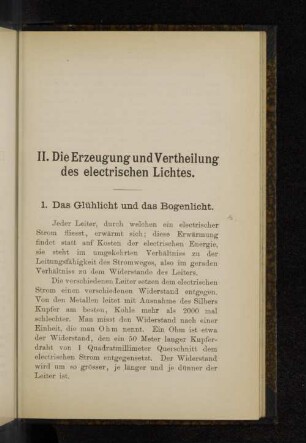 II. Die Erzeugung und Vertheilung
des electrischen Lichtes.
1. Das Glühlicht und das Bogenlicht.
Jeder Leiter, durch welchen ein electrischer
Strom fliesst, erwärmt sich; diese Erwärmung
findet statt auf Kosten der electrischen Energie,
sie steht im umgekehrten Verhältniss zu der
Leitungsfähigkeit des Stromweges, also im geraden
Verhältniss zu dem Widerstande des Leiters.
Die verschiedenen Leiter setzen dem electrischen
Strom einen verschiedenen Widerstand entgegen.
Von den Metallen leitet mit Ausnahme des Silbers
Kupfer am besten, Kohle mehr als 2000 mal
schlechter. Man misst den Widerstand nach einer
Einheit, die man Ohm nennt. Ein Ohm ist etwa
der Widerstand, den ein 50 Meter langer Kupfer-
draht von 1 Quadratmillimeter Querschnitt dem
electrischen Strom entgegensetzt. Der Widerstand
wird um so grösser, je länger und je dünner der
Leiter ist.